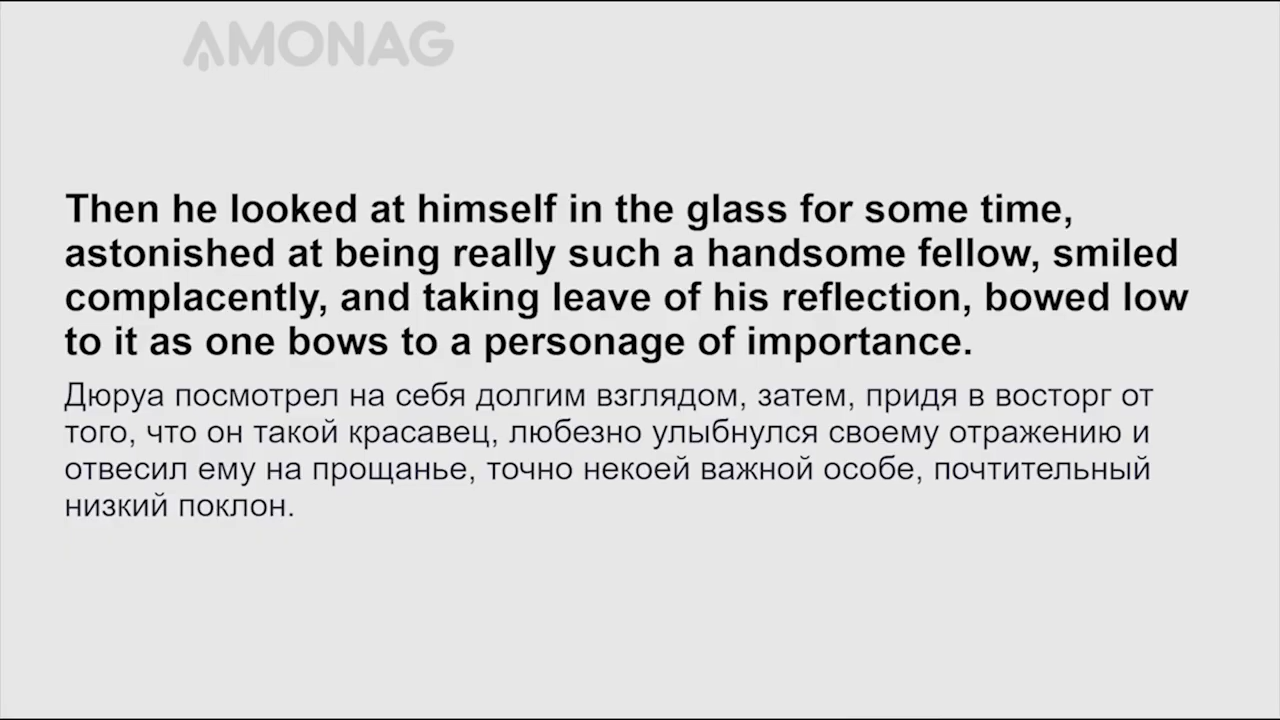 AMONAG
Then he looked at himself in the glass for some time,
astonished at being really such a handsome fellow, smiled
complacently, and taking leave of his reflection, bowed low
to it as one bows to a personage of importance.
Дюруа посмотрел на себя долгим взглядом, затем, придя в восторг от
того, что он такой красавец, любезно улыбнулся своему отражению и
отвесил ему на прощанье, точно некоей важной особе, почтительный
низкий поклон.